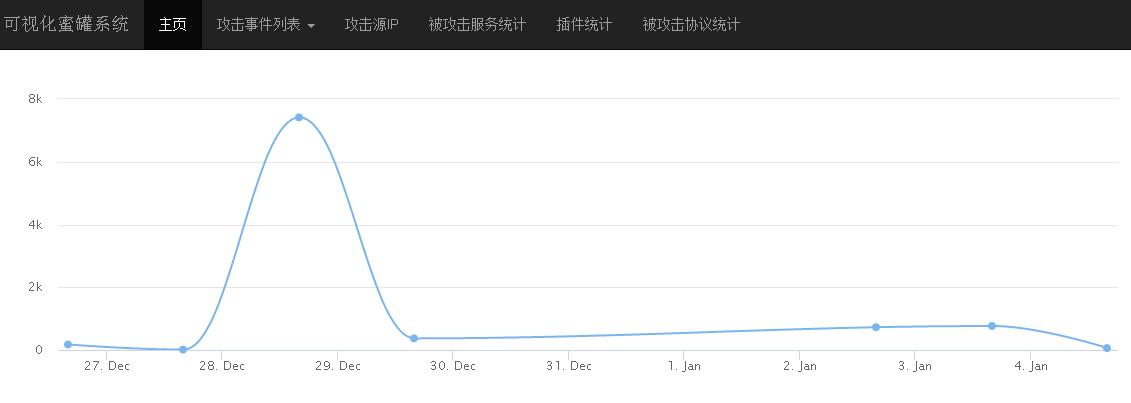 可视化蜜罐系统 主页 攻击事件列表 攻击源IP 被攻击服务统计 插件统计 被攻击协议统计
8k
6k
4k
2k
0
27. Dec 28. Dec 29. Dec 30. Dec 31. Dec 1. Jan 2. Jan 3. Jan 4. Jan